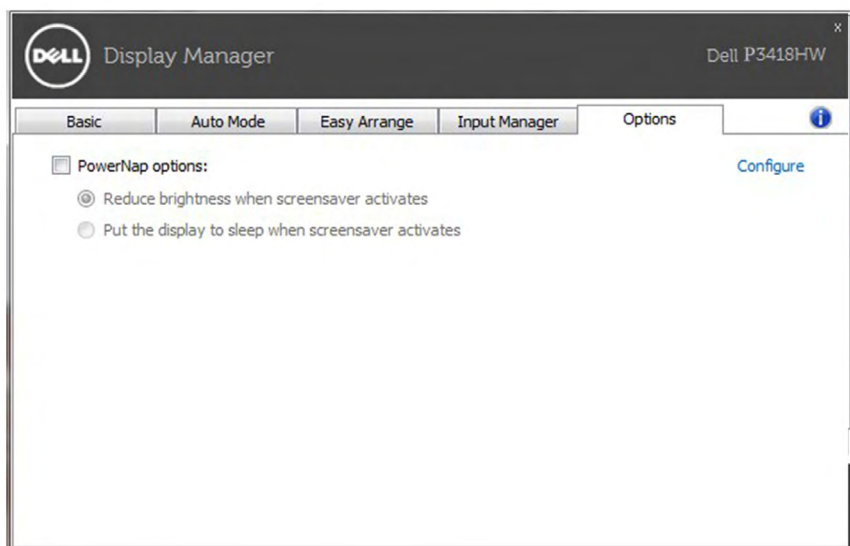 DELL Display Manager
x
Dell P3418HW
Basic Auto Mode Easy Arrange Input Manager Options i
PowerNap options: Configure
Reduce brightness when screensaver activates
Put the display to sleep when screensaver activates